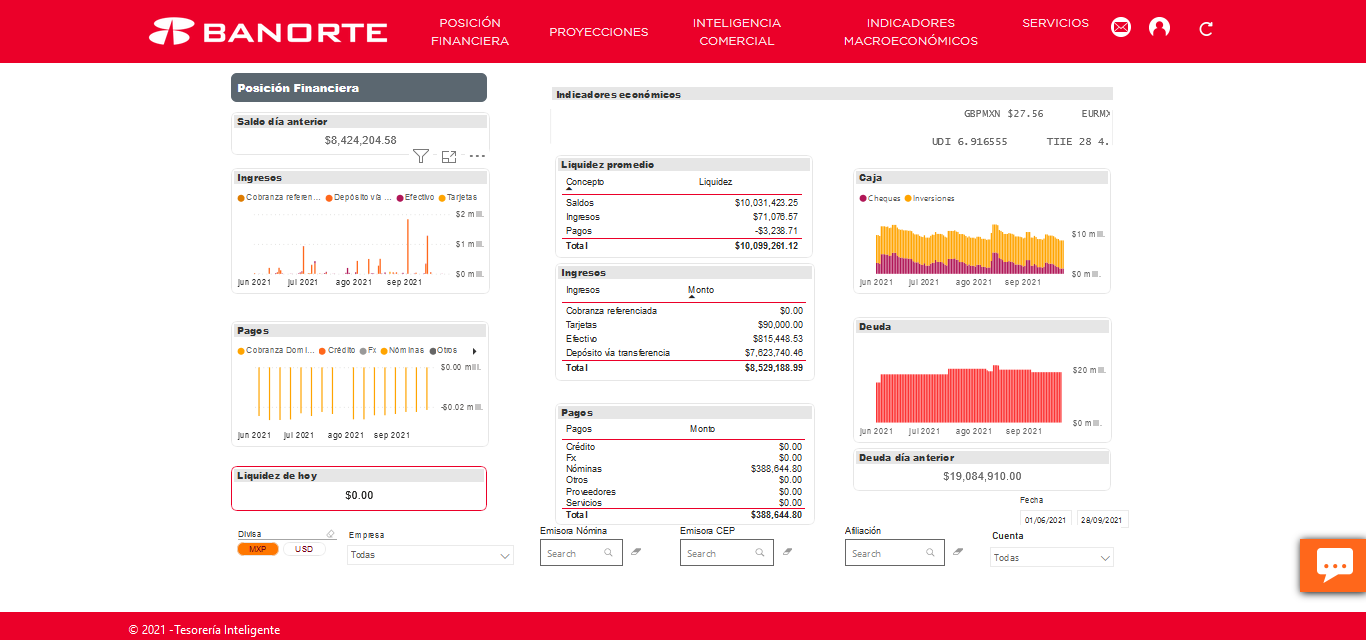 BANORTE
POSICIÓN
FINANCIERA
PROYECCIONES
INTELIGENCIA
COMERCIAL
INDICADORES
MACROECONÓMICOS
SERVICIOS
Posición Financiera
Saldo día anterior
$8,424,204.58
Ingresos
Cobranza referen... Depósito vía ... Efectivo Tarjetas
$2 mill.
$1 mill.
$0 mill.
jun 2021 jul 2021 ago 2021 sep 2021
Pagos
Cobranza Domi... Crédito Fx Nóminas Otros
$0.00 mill.
-$0.02 mill.
jun 2021 jul 2021 ago 2021 sep 2021
Liquidez de hoy
$0.00
Divisa
MXP USD
Empresa
Todas
Indicadores económicos
GBPMXN $27.56 EURMX
UDI 6.916555 TIIE 28 4.
Liquidez promedio
Concepto Liquidez
Saldos $10,031,423.25
Ingresos $71,076.57
Pagos -$3,238.71
Total $10,099,261.12
Ingresos
Ingresos Monto
Cobranza referenciada $0.00
Tarjetas $90,000.00
Efectivo $815,448.53
Depósito vía transferencia $7,623,740.46
Total $8,529,188.99
Pagos
Pagos Monto
Crédito $0.00
Fx $0.00
Nóminas $388,644.80
Otros $0.00
Proveedores $0.00
Servicios $0.00
Total $388,644.80
Emisora Nómina
Search
Emisora CEP
Search
Caja
Cheques Inversiones
$10 mill.
$0 mill.
jun 2021 jul 2021 ago 2021 sep 2021
Deuda
$20 mill.
$0 mill.
jun 2021 jul 2021 ago 2021 sep 2021
Deuda día anterior
$19,084,910.00
Fecha
01/06/2021 28/09/2021
Afiliación
Search
Cuenta
Todas
© 2021 -Tesorería Inteligente